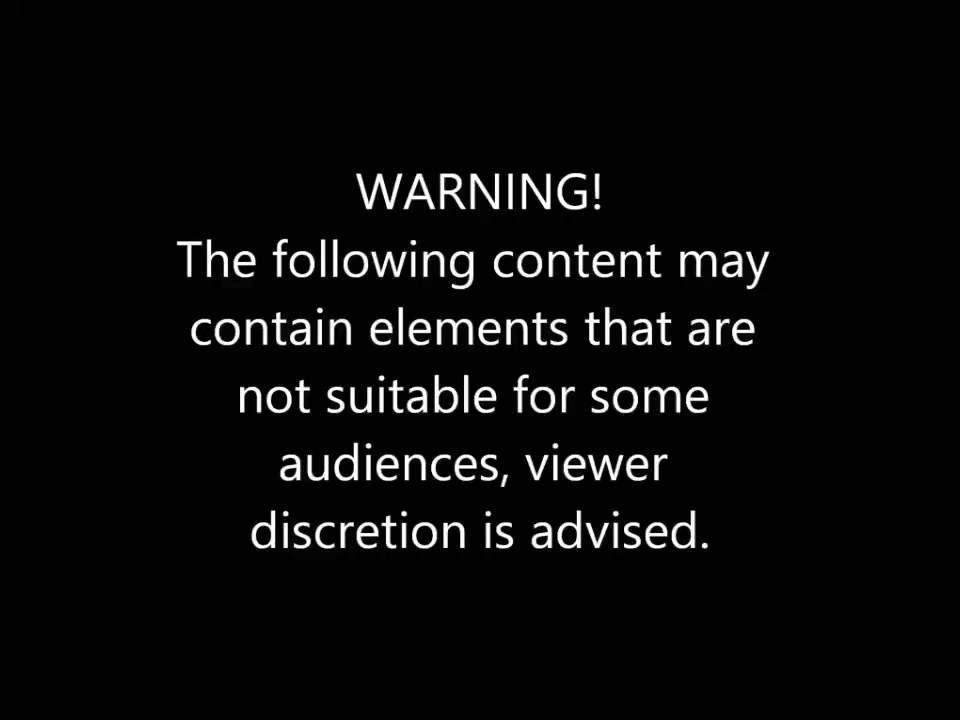 WARNING!
The following content may
contain elements that are
not suitable for some
audiences, viewer
discretion is advised.